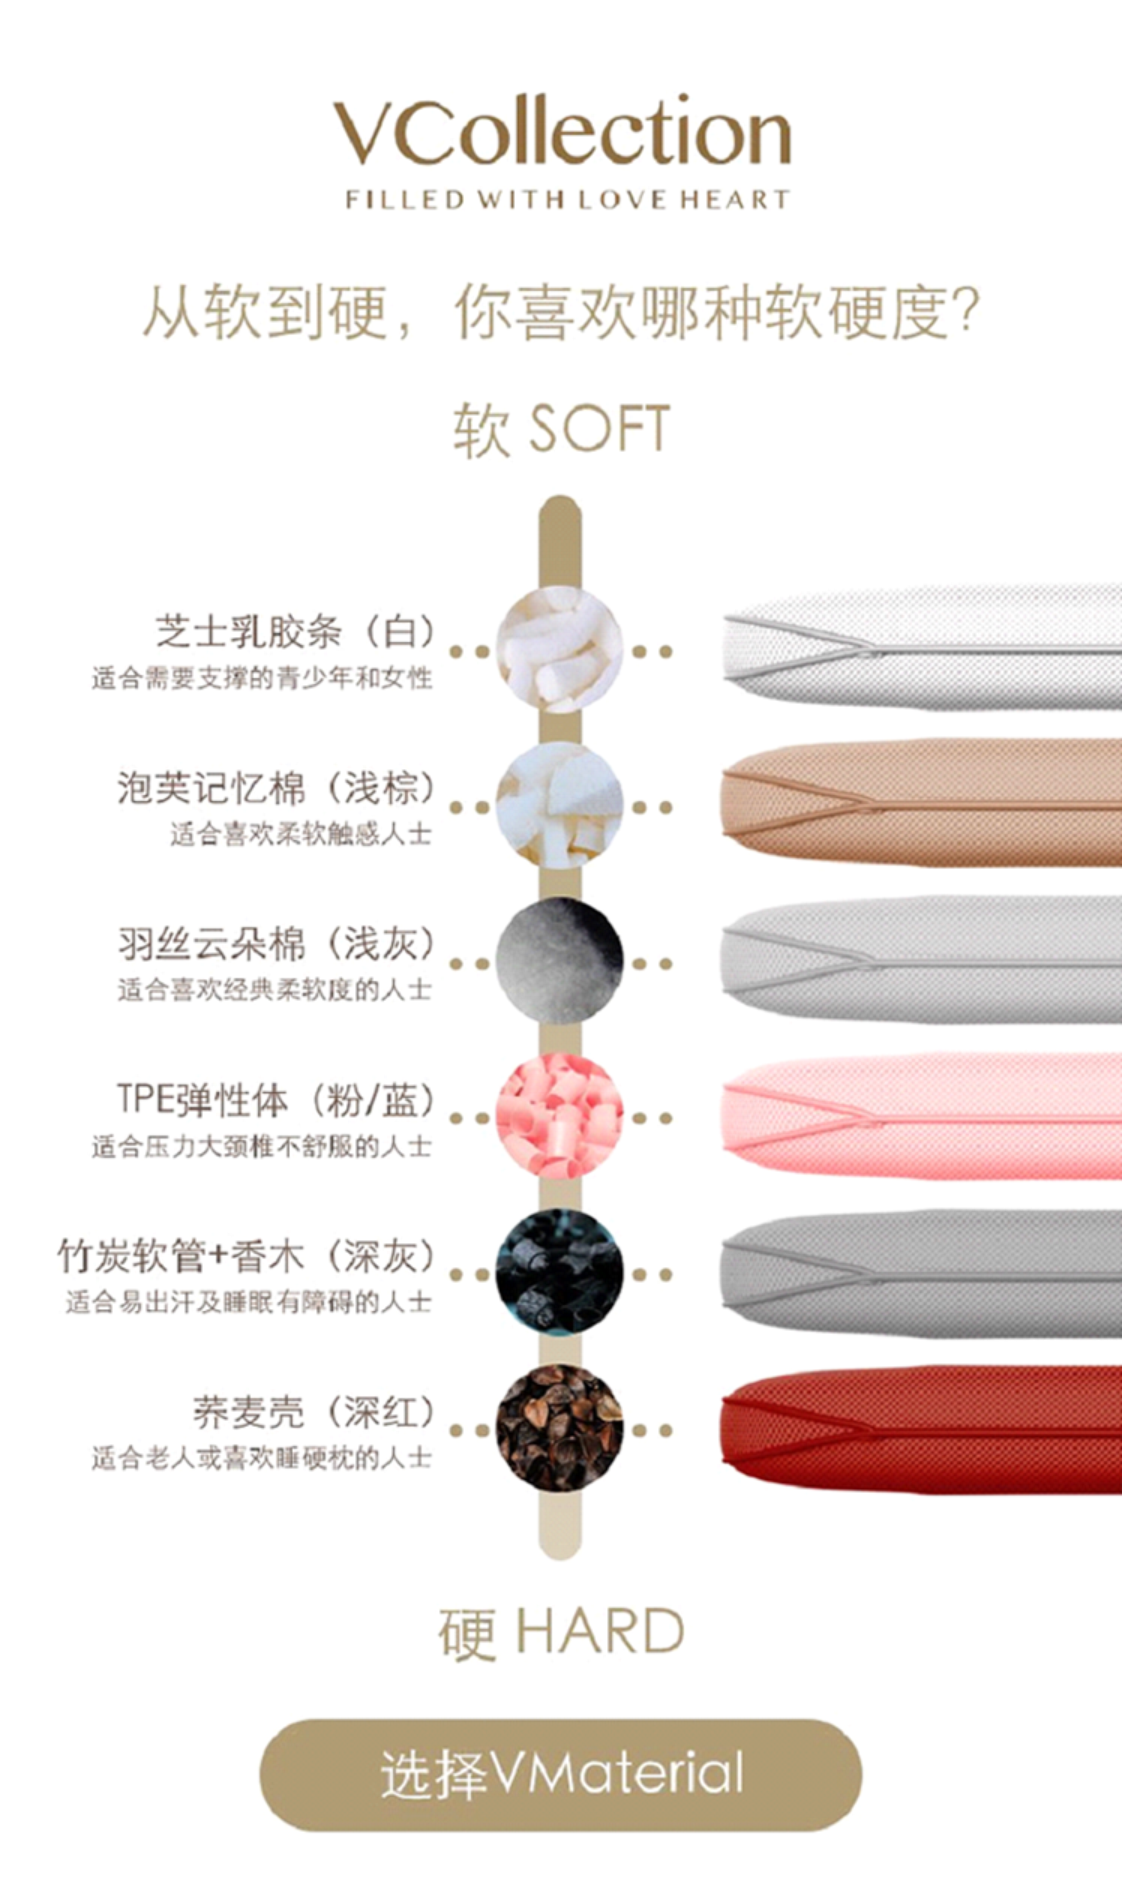 VCollection
FILLED WITH LOVE HEART
从软到硬，你喜欢哪种软硬度？
软 SOFT
芝士乳胶条（白）
适合需要支撑的青少年和女性
泡芙记忆棉（浅棕）
适合喜欢柔软触感人士
羽丝云朵棉（浅灰）
适合喜欢经典柔软度的人士
TPE弹性体（粉/蓝）
适合压力大颈椎不舒服的人士
竹炭软管+香木（深灰）
适合易出汗及睡眠有障碍的人士
荞麦壳（深红）
适合老人或喜欢睡硬枕的人士
硬 HARD
选择VMaterial